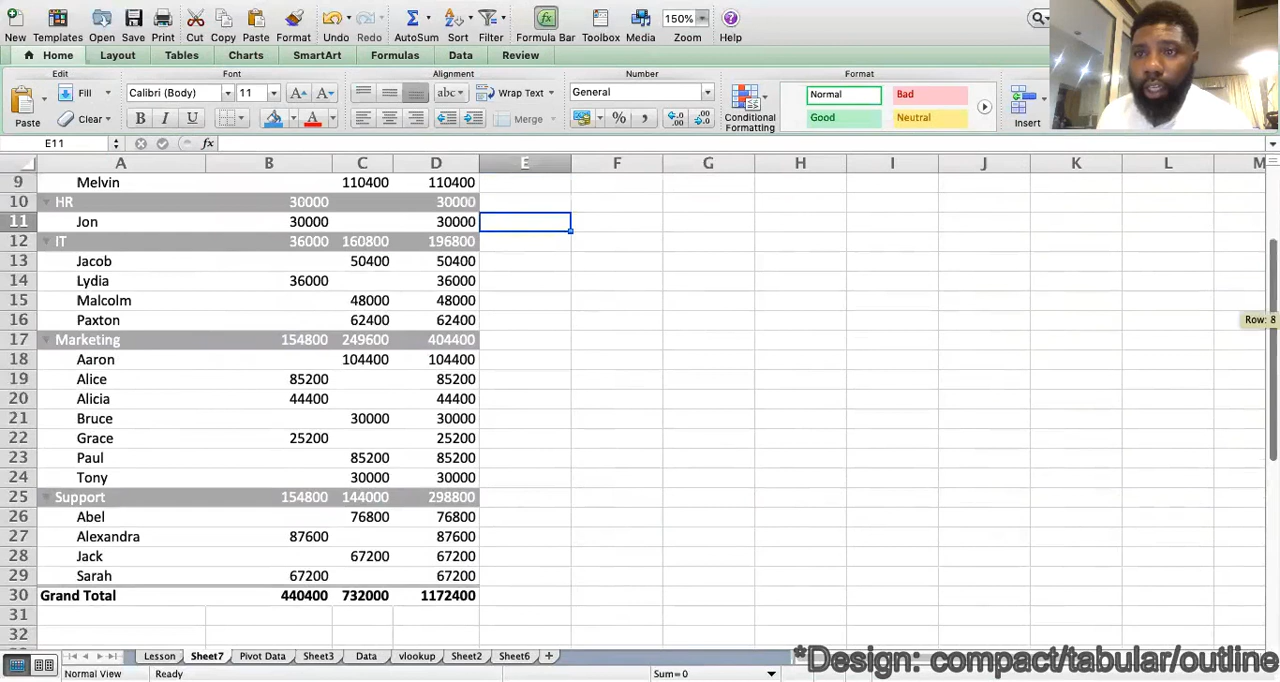 New Templates Open Save Print Cut Copy Paste Format Undo Redo AutoSum Sort Filter Formula Bar Toolbox Media 150% Zoom Help
Home Layout Tables Charts SmartArt Formulas Data Review
Edit Font Alignment Number Format
Paste Fill Calibri (Body) 11 A A abc Wrap Text General Conditional Formatting Normal Bad Insert
Clear B I U A Merge % , .0 .00 .00 .0 Good Neutral
E11 fx
A B C D E F G H I J K L M
9 Melvin 110400 110400
10 HR 30000 30000
11 Jon 30000 30000
12 IT 36000 160800 196800
13 Jacob 50400 50400
14 Lydia 36000 36000
15 Malcolm 48000 48000
16 Paxton 62400 62400 Row: 8
17 Marketing 154800 249600 404400
18 Aaron 104400 104400
19 Alice 85200 85200
20 Alicia 44400 44400
21 Bruce 30000 30000
22 Grace 25200 25200
23 Paul 85200 85200
24 Tony 30000 30000
25 Support 154800 144000 298800
26 Abel 76800 76800
27 Alexandra 87600 87600
28 Jack 67200 67200
29 Sarah 67200 67200
30 Grand Total 440400 732000 1172400
31
32
Lesson Sheet7 Pivot Data Sheet3 Data vlookup Sheet2 Sheet6 +
*Design: compact/tabular/outline
Normal View Ready Sum=0